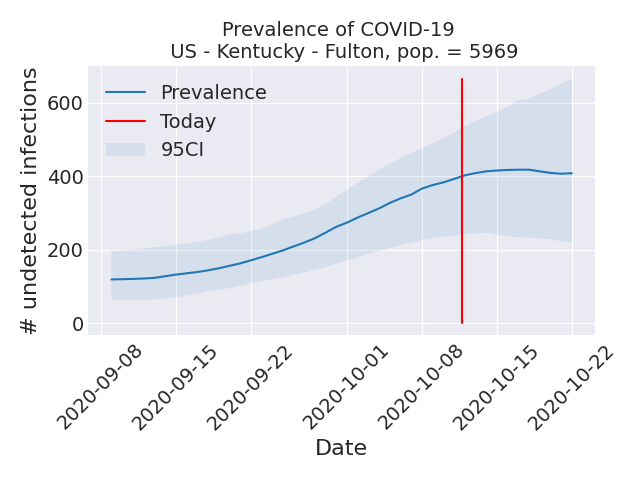 Prevalence of COVID-19
US - Kentucky - Fulton, pop. = 5969
# undetected infections
600
400
200
0
Prevalence
Today
95CI
2020-09-08
2020-09-15
2020-09-22
2020-10-01
2020-10-08
2020-10-15
2020-10-22
Date